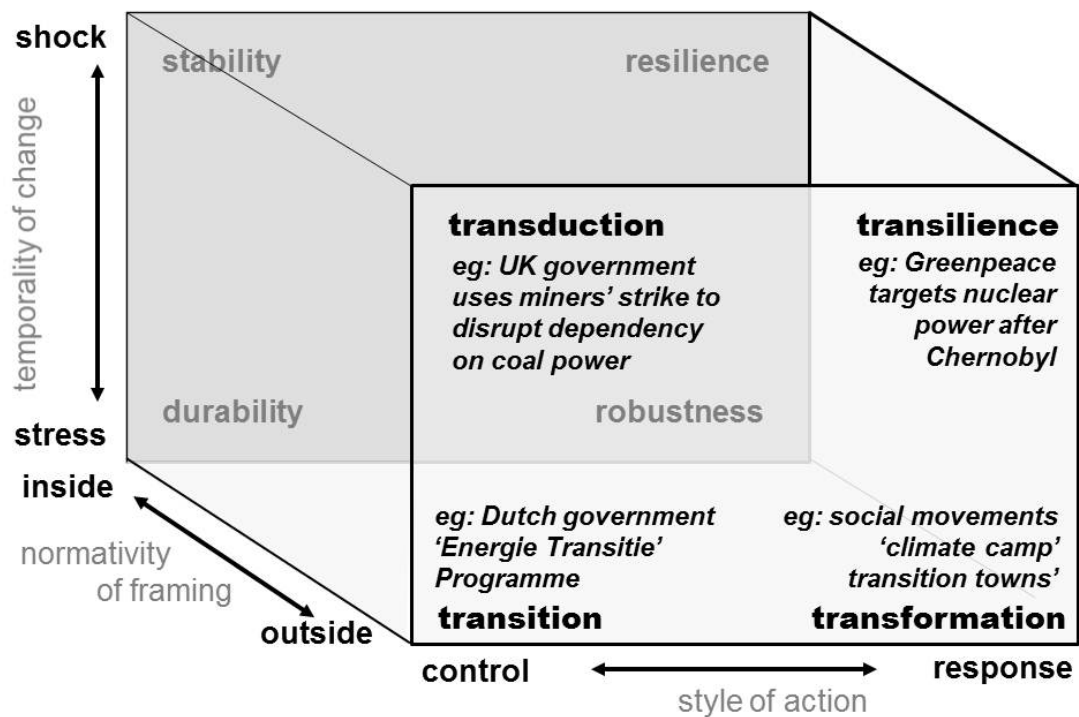 shock
temporality of change
stress
inside
normativity
of framing
outside
stability
resilience
durability
robustness
transduction
eg: UK government
uses miners’ strike to
disrupt dependency
on coal power
transilience
eg: Greenpeace
targets nuclear
power after
Chernobyl
eg: Dutch government
‘Energie Transitie’
Programme
transition
eg: social movements
‘climate camp’
transition towns’
transformation
control
response
style of action